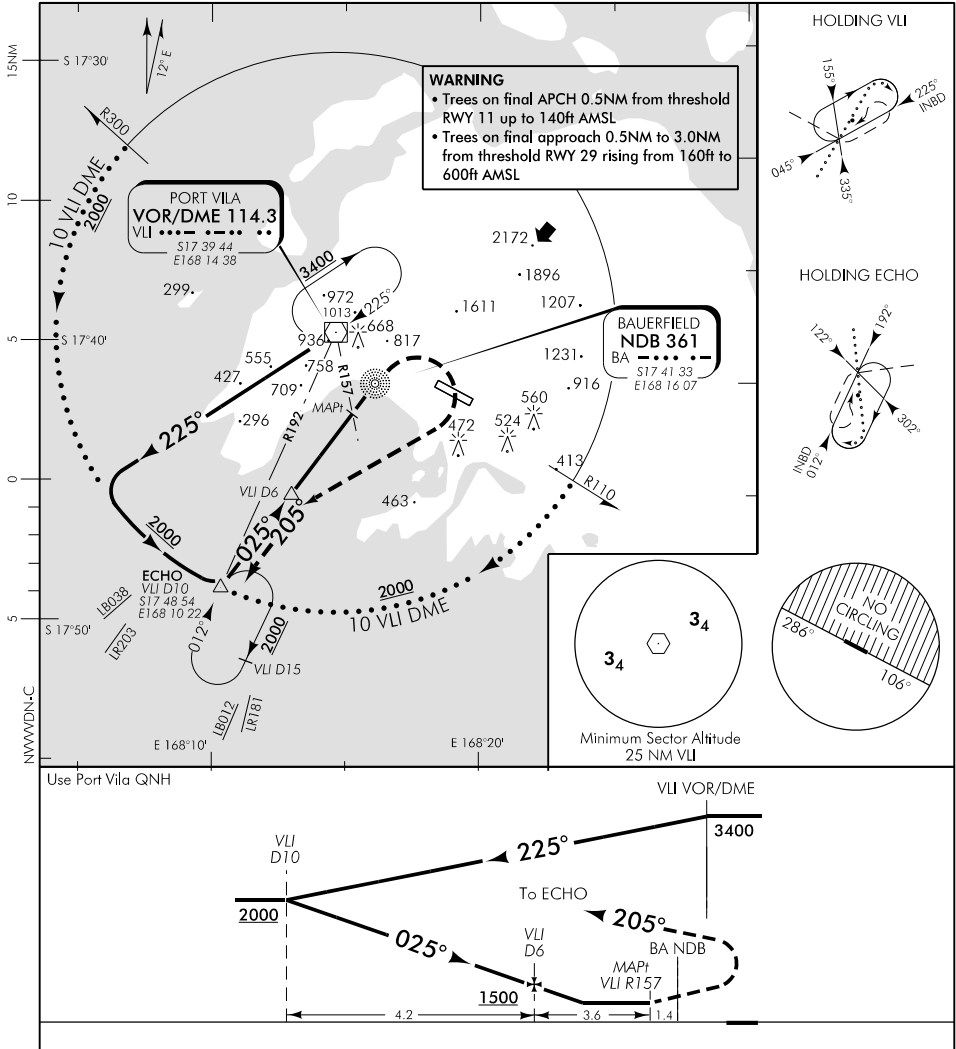 15NM
10
5
0
5
NWWDN-C
S 17°30'
12° E
R300
10 VLI DME
2000
PORT VILA
VOR/DME 114.3
VLI
S17 39 44
E168 14 38
WARNING
• Trees on final APCH 0.5NM from threshold
RWY 11 up to 140ft AMSL
• Trees on final approach 0.5NM to 3.0NM
from threshold RWY 29 rising from 160ft to
600ft AMSL
2172
1896
299
3400
972
1013
225°
1611
1207
S 17°40'
936
668
817
BAUERFIELD
NDB 361
BA
S17 41 33
E168 16 07
555
758
1231
427
709
R157
916
296
MAPt
560
225°
R192
472
524
VLI D6
413
R110
463
025°
205°
2000
ECHO
VLI D10
S17 48 54
E168 10 22
2000
10 VLI DME
LB038
S 17°50'
LR203
012°
2000
VLI D15
LB012
LR181
E 168°10'
E 168°20'
HOLDING VLI
155°
225°
INBD
045°
335°
HOLDING ECHO
122°
192°
302°
INBD
012°
34
34
Minimum Sector Altitude
25 NM VLI
NO
CIRCLING
286°
106°
Use Port Vila QNH
VLI VOR/DME
3400
VLI
D10
225°
To ECHO
2000
205°
025°
VLI
D6
BA NDB
MAPt
VLI R157
1500
4.2
3.6
1.4